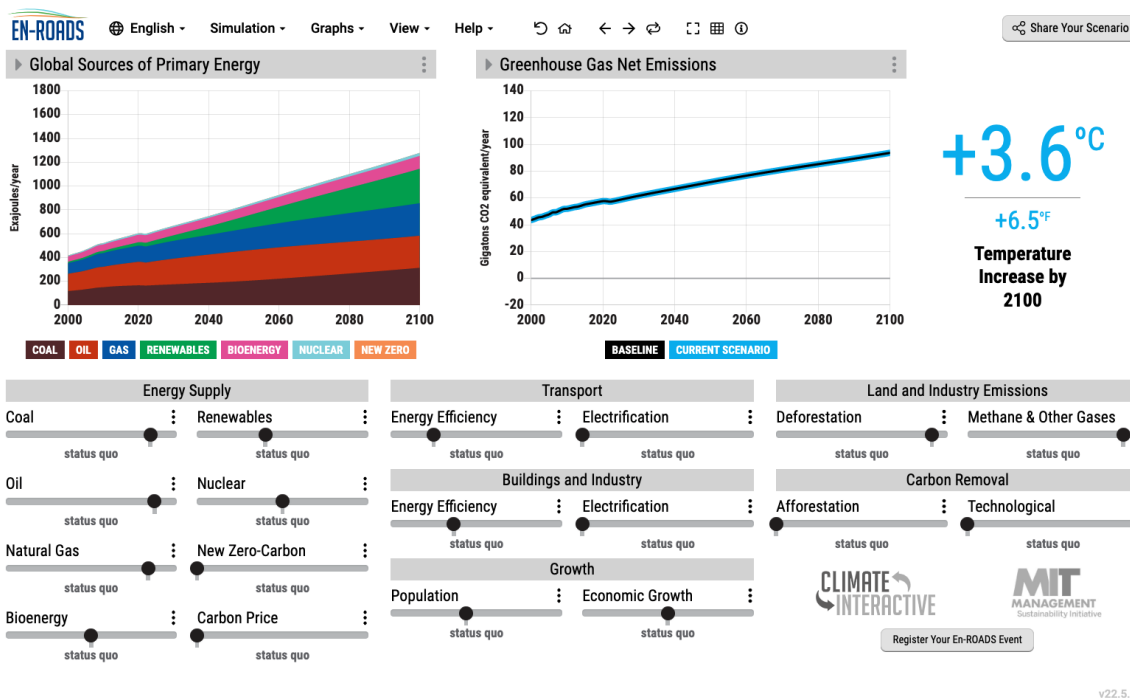 EN-ROADS English Simulation Graphs View Help Share Your Scenario
Global Sources of Primary Energy
1800
1600
1400
1200
1000
800
600
400
200
0
Exajoules/year
2000 2020 2040 2060 2080 2100
COAL OIL GAS RENEWABLES BIOENERGY NUCLEAR NEW ZERO
Greenhouse Gas Net Emissions
140
120
100
80
60
40
20
0
-20
Gigatons CO2 equivalent/year
2000 2020 2040 2060 2080 2100
BASELINE CURRENT SCENARIO
+3.6ºC
+6.5°F
Temperature
Increase by
2100
Energy Supply
Coal Renewables
status quo status quo
Oil Nuclear
status quo status quo
Natural Gas New Zero-Carbon
status quo status quo
Bioenergy Carbon Price
status quo status quo
Transport
Energy Efficiency Electrification
status quo status quo
Buildings and Industry
Energy Efficiency Electrification
status quo status quo
Growth
Population Economic Growth
status quo status quo
Land and Industry Emissions
Deforestation Methane & Other Gases
status quo status quo
Carbon Removal
Afforestation Technological
status quo status quo
CLIMATE
INTERACTIVE
MIT
MANAGEMENT
Sustainability Initiative
Register Your En-ROADS Event
v22.5.